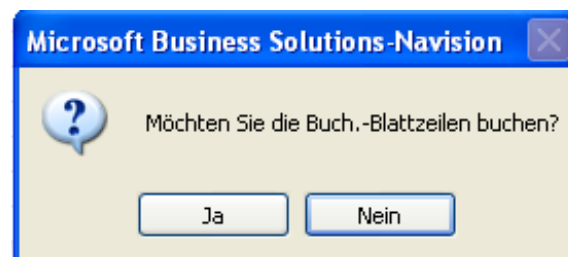 Microsoft Business Solutions-Navision
Möchten Sie die Buch.-Blattzeilen buchen?
Ja
Nein